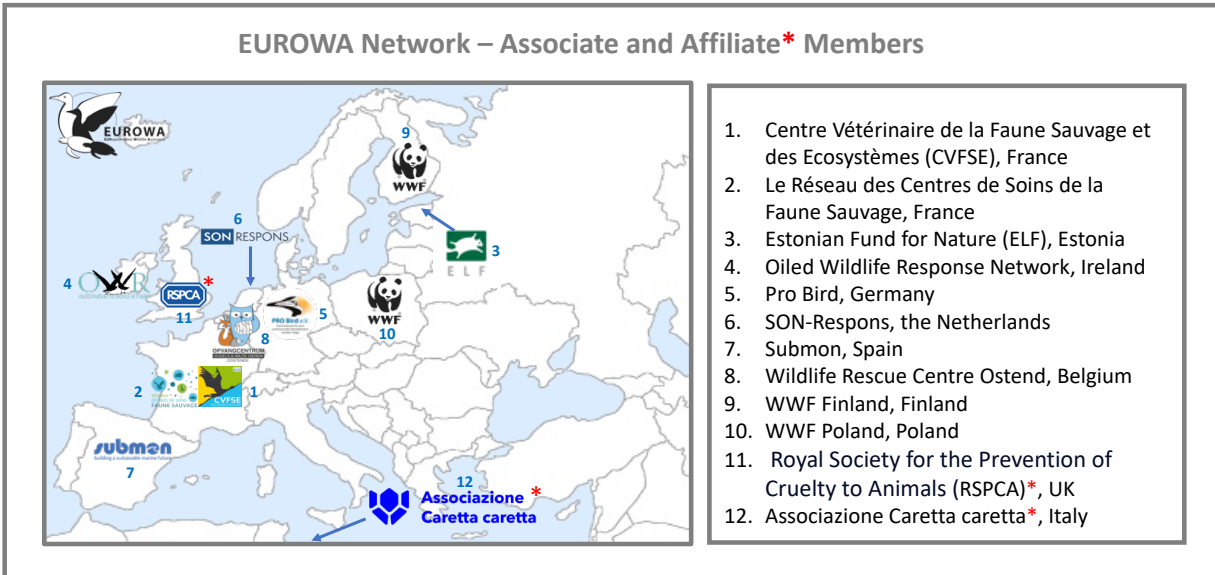 EUROWA Network – Associate and Affiliate* Members
EUROWA
9
WWF
6
SON RESPONS
3
ELF
4
OWR
RSPCA
*
11
PRO Bird e.V.
5
WWF
10
8
OPVANGCENTRUM
OOSTENDE
2
FAUNE SAUVAGE
CVFSE
1
submon
building a sustainable marine future
7
12
Associazione *
Caretta caretta
1. Centre Vétérinaire de la Faune Sauvage et
des Ecosystèmes (CVFSE), France
2. Le Réseau des Centres de Soins de la
Faune Sauvage, France
3. Estonian Fund for Nature (ELF), Estonia
4. Oiled Wildlife Response Network, Ireland
5. Pro Bird, Germany
6. SON-Respons, the Netherlands
7. Submon, Spain
8. Wildlife Rescue Centre Ostend, Belgium
9. WWF Finland, Finland
10. WWF Poland, Poland
11. Royal Society for the Prevention of
Cruelty to Animals (RSPCA)*, UK
12. Associazione Caretta caretta*, Italy